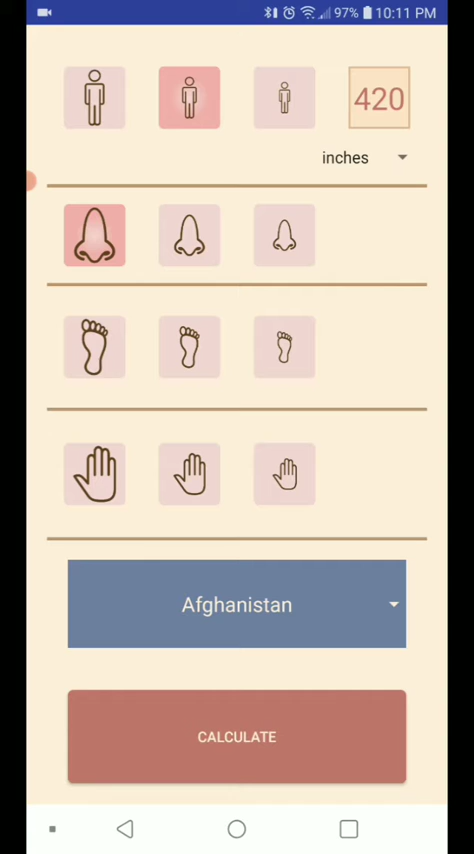 97% 10:11 PM
420
inches
Afghanistan
CALCULATE